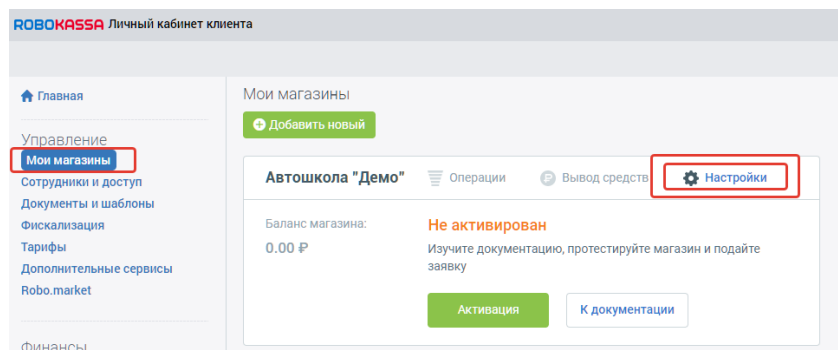 ROBOKASSA Личный кабинет клиента
Главная
Управление
Мои магазины
Сотрудники и доступ
Документы и шаблоны
Фискализация
Тарифы
Дополнительные сервисы
Robo.market
Финансы
Мои магазины
Добавить новый
Автошкола "Демо" Операции Вывод средств Настройки
Баланс магазина:
0.00 ₽
Не активирован
Изучите документацию, протестируйте магазин и подайте
заявку
Активация К документации